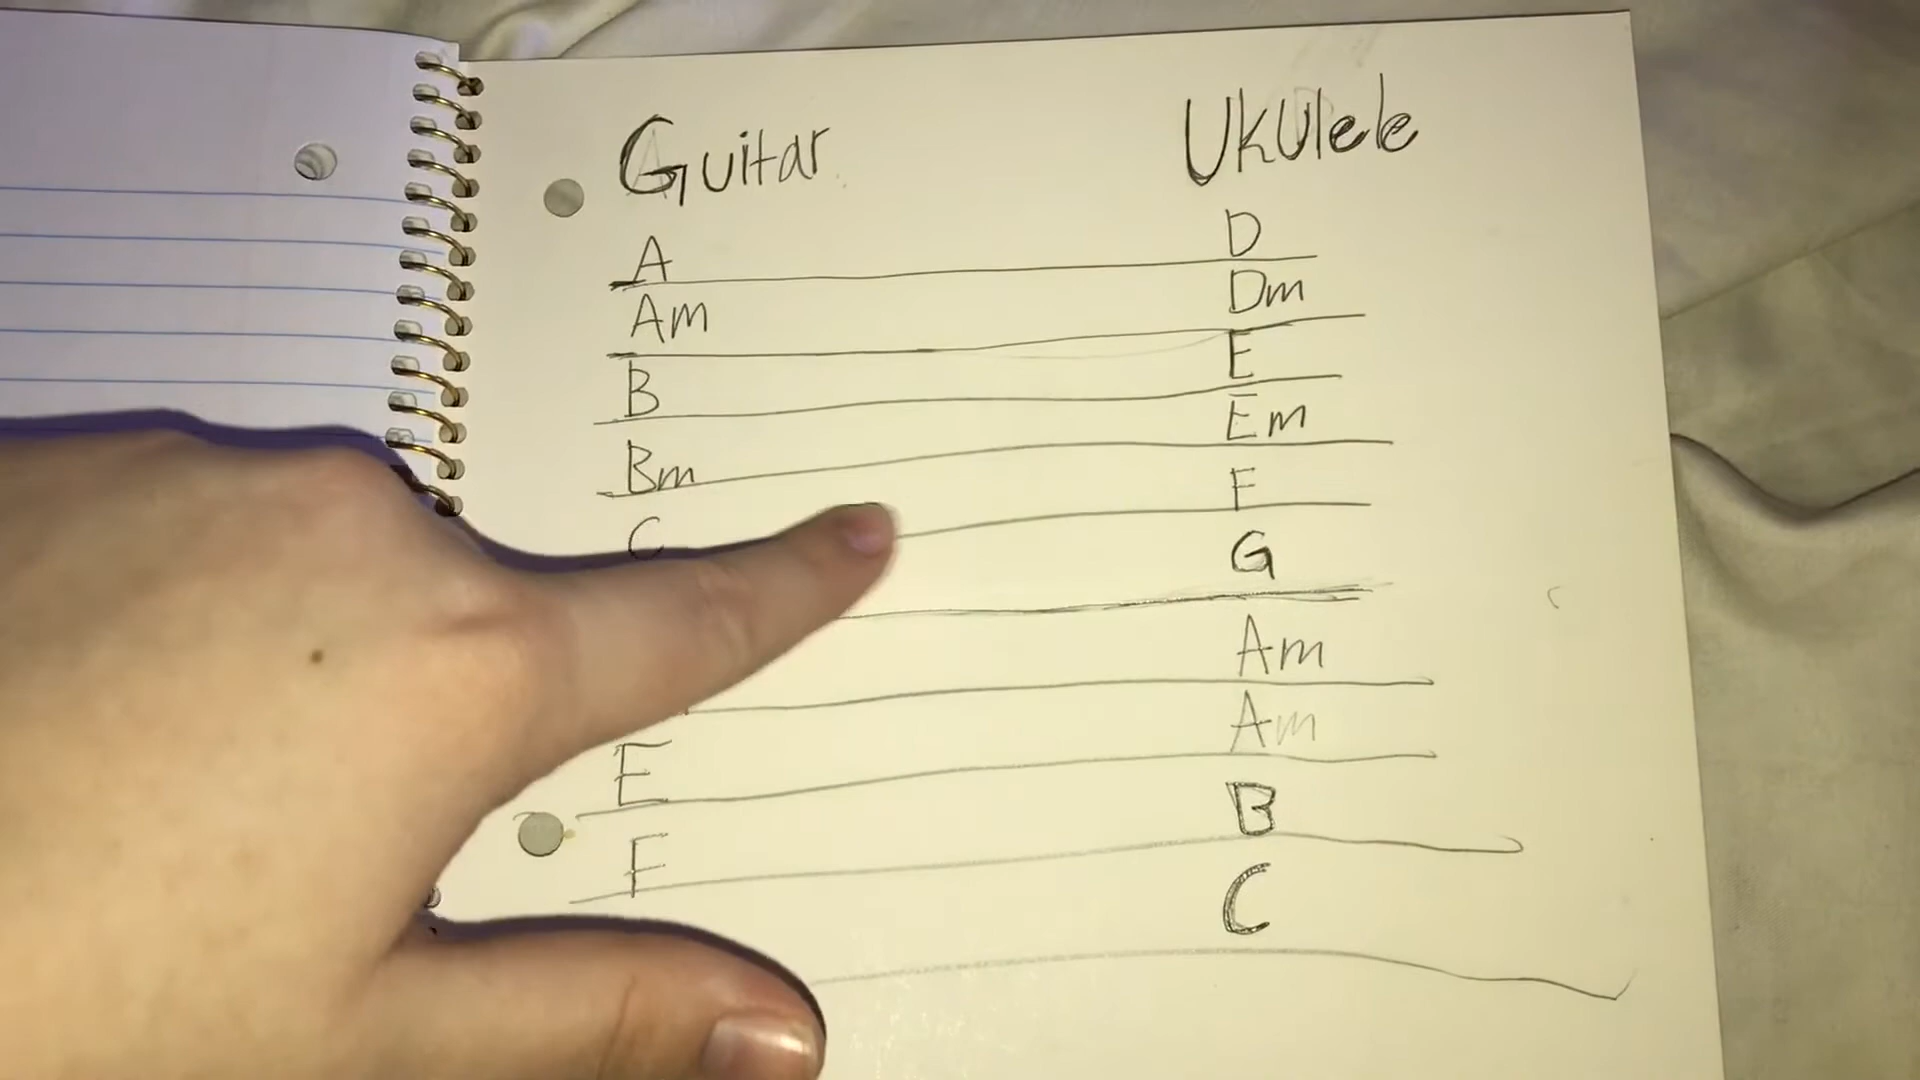 Guitar Ukulele
A D
Am Dm
B E
Bm Em
C F
G
Am
E Am
F B
C